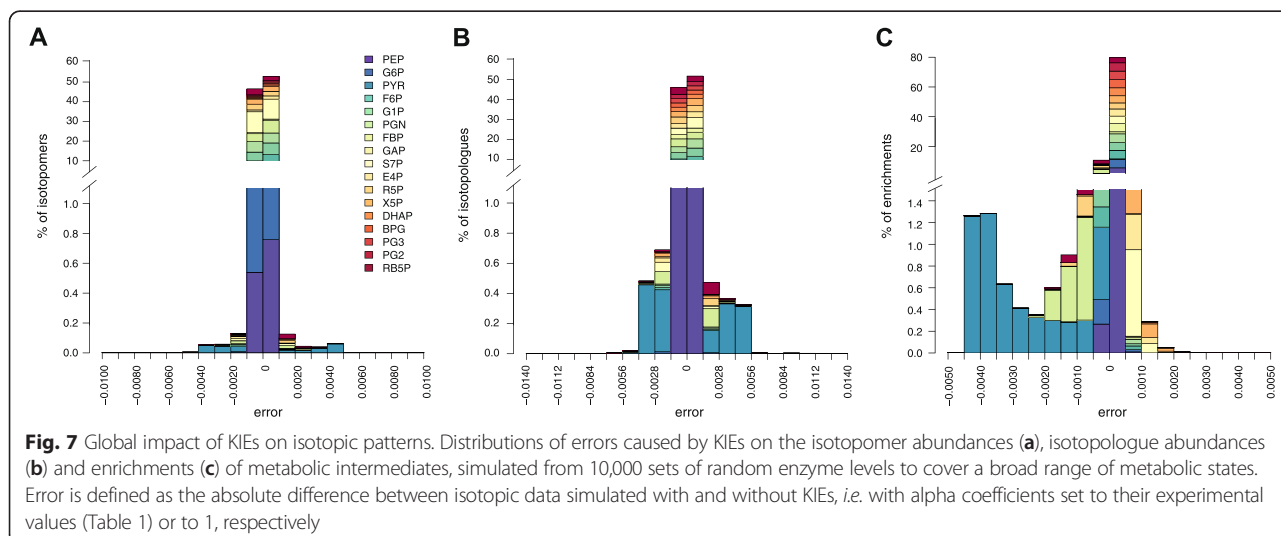 A
B
C
60
50
40
30
20
10
1.0
0.8
0.6
0.4
0.2
0.0
% of isotopomers
-0.0100
-0.0080
-0.0060
-0.0040
-0.0020
0
0.0020
0.0040
0.0060
0.0080
0.0100
error
PEP
G6P
PYR
F6P
G1P
PGN
FBP
GAP
S7P
E4P
R5P
X5P
DHAP
BPG
PG3
PG2
RB5P
60
50
40
30
20
10
1.0
0.8
0.6
0.4
0.2
0.0
% of isotopologues
-0.0140
-0.0112
-0.0084
-0.0056
-0.0028
0
0.0028
0.0056
0.0084
0.0112
0.0140
error
80
60
40
20
1.4
1.2
1.0
0.8
0.6
0.4
0.2
0.0
% of enrichments
-0.0050
-0.0040
-0.0030
-0.0020
-0.0010
0
0.0010
0.0020
0.0030
0.0040
0.0050
error
Fig. 7 Global impact of KIEs on isotopic patterns. Distributions of errors caused by KIEs on the isotopomer abundances (a), isotopologue abundances
(b) and enrichments (c) of metabolic intermediates, simulated from 10,000 sets of random enzyme levels to cover a broad range of metabolic states.
Error is defined as the absolute difference between isotopic data simulated with and without KIEs, i.e. with alpha coefficients set to their experimental
values (Table 1) or to 1, respectively